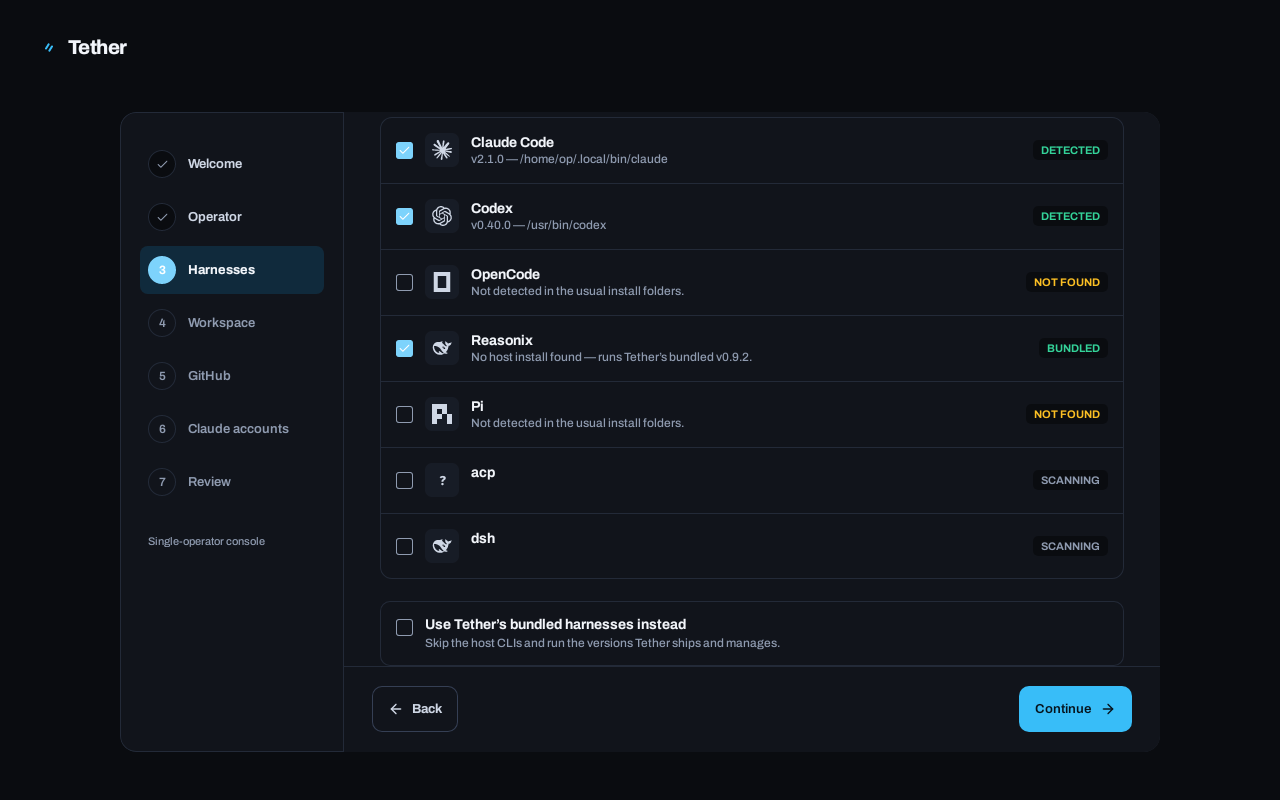 Tether
Welcome
Operator
3 Harnesses
4 Workspace
5 GitHub
6 Claude accounts
7 Review
Single-operator console
Claude Code
v2.1.0 — /home/op/.local/bin/claude
DETECTED
Codex
v0.40.0 — /usr/bin/codex
DETECTED
OpenCode
Not detected in the usual install folders.
NOT FOUND
Reasonix
No host install found — runs Tether’s bundled v0.9.2.
BUNDLED
Pi
Not detected in the usual install folders.
NOT FOUND
?
acp
SCANNING
dsh
SCANNING
Use Tether’s bundled harnesses instead
Skip the host CLIs and run the versions Tether ships and manages.
Back
Continue